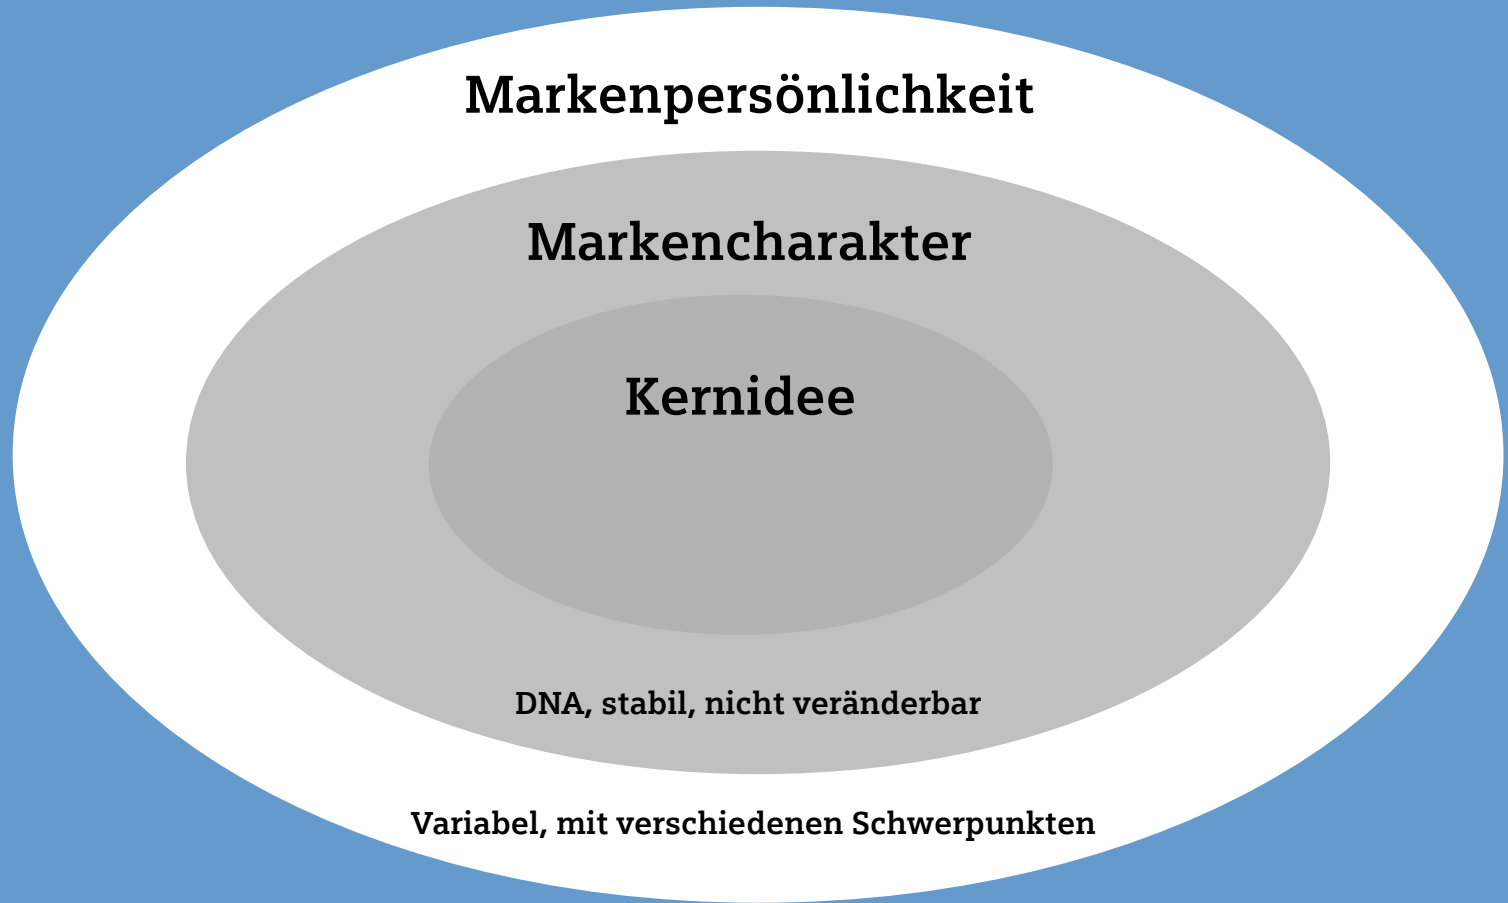 Markenpersönlichkeit
Markencharakter
Kernidee
DNA, stabil, nicht veränderbar
Variabel, mit verschiedenen Schwerpunkten